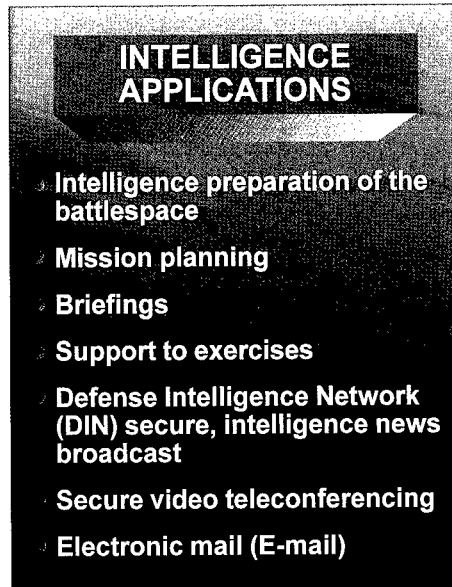 INTELLIGENCE
APPLICATIONS
Intelligence preparation of the
battlespace
Mission planning
Briefings
Support to exercises
Defense Intelligence Network
(DIN) secure, intelligence news
broadcast
Secure video teleconferencing
Electronic mail (E-mail)